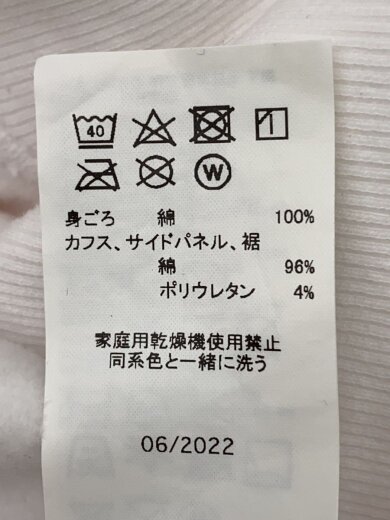 40
W
身ごろ 綿 100%
カフス、サイドパネル、裾
綿 96%
ポリウレタン 4%
家庭用乾燥機使用禁止
同系色と一緒に洗う
06/2022